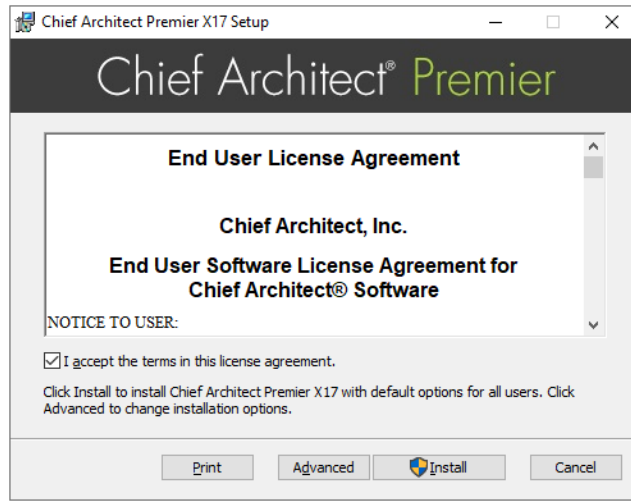 Chief Architect Premier X17 Setup
Chief Architect® Premier
End User License Agreement
Chief Architect, Inc.
End User Software License Agreement for
Chief Architect® Software
NOTICE TO USER:
I accept the terms in this license agreement.
Click Install to install Chief Architect Premier X17 with default options for all users. Click
Advanced to change installation options.
Print Advanced Install Cancel